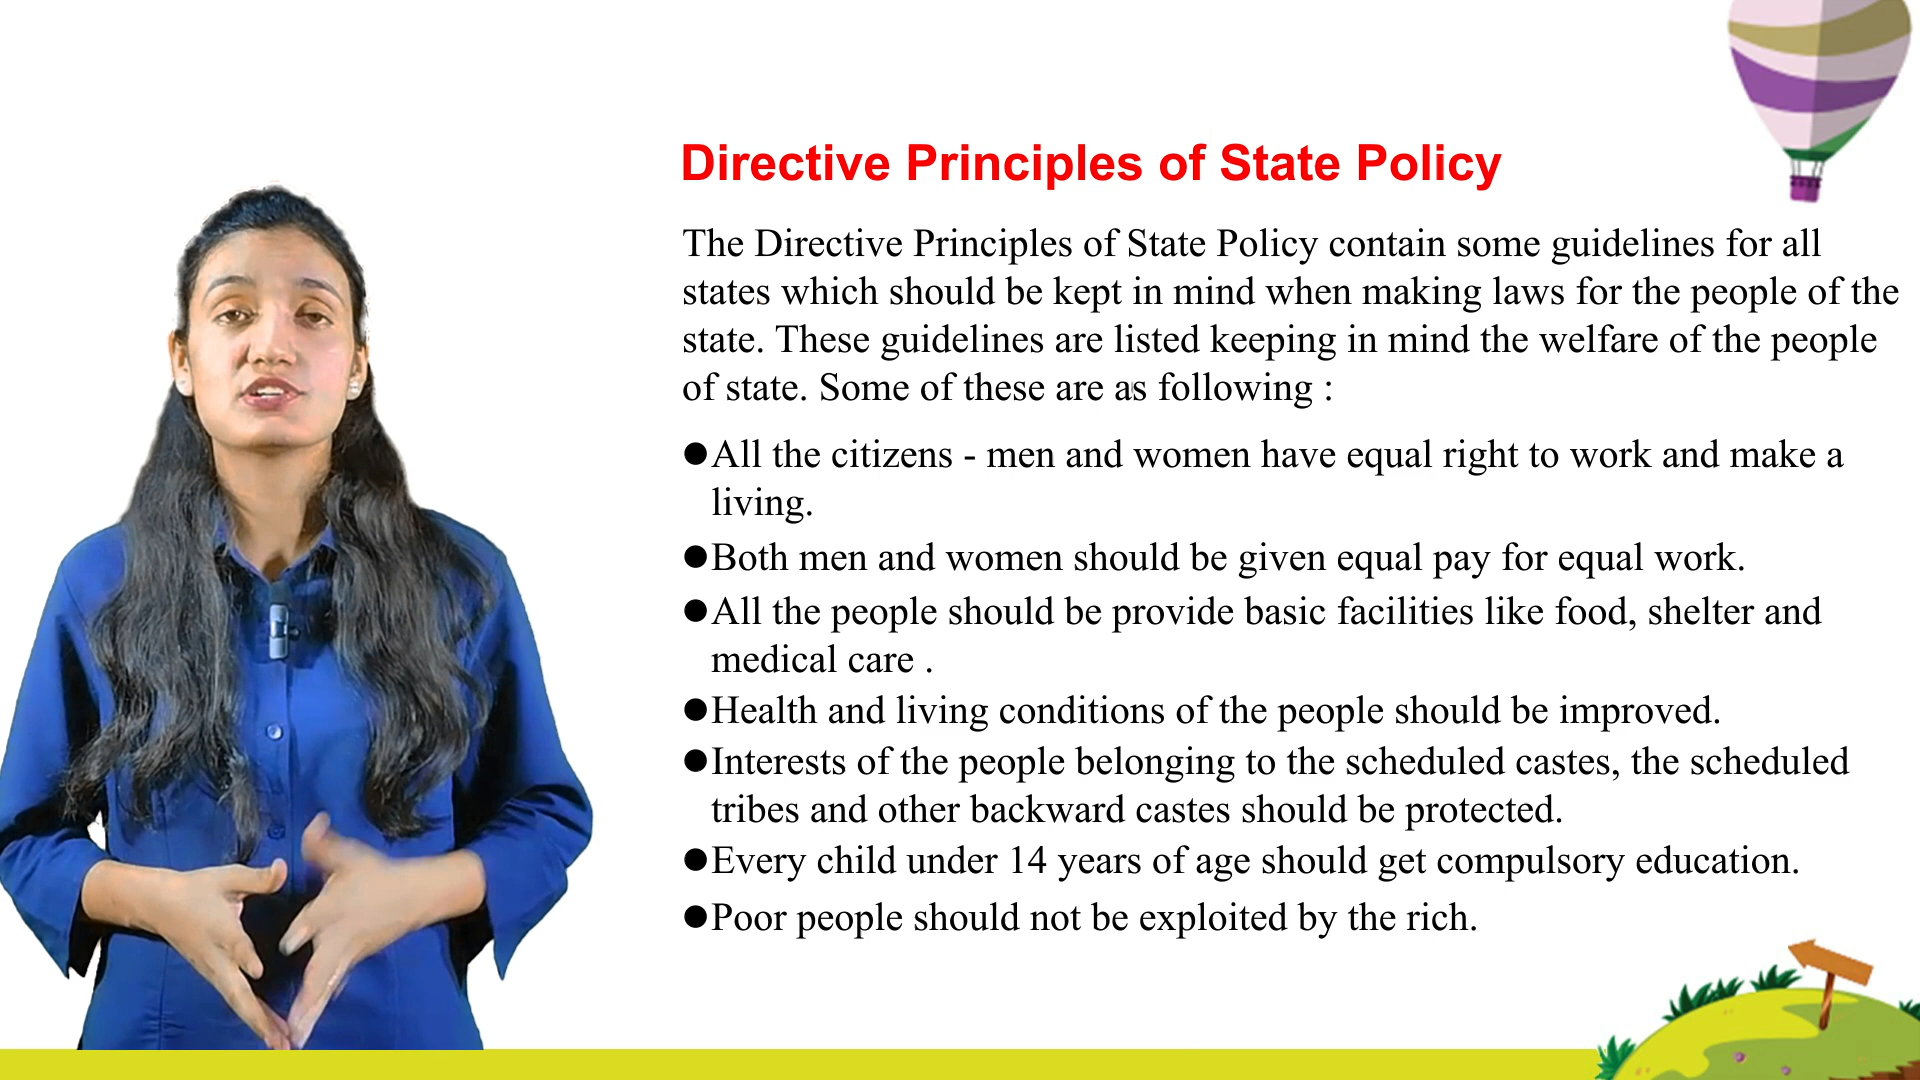 Directive Principles of State Policy
The Directive Principles of State Policy contain some guidelines for all
states which should be kept in mind when making laws for the people of the
state. These guidelines are listed keeping in mind the welfare of the people
of state. Some of these are as following :
●All the citizens - men and women have equal right to work and make a
living.
●Both men and women should be given equal pay for equal work.
●All the people should be provide basic facilities like food, shelter and
medical care .
●Health and living conditions of the people should be improved.
●Interests of the people belonging to the scheduled castes, the scheduled
tribes and other backward castes should be protected.
●Every child under 14 years of age should get compulsory education.
●Poor people should not be exploited by the rich.